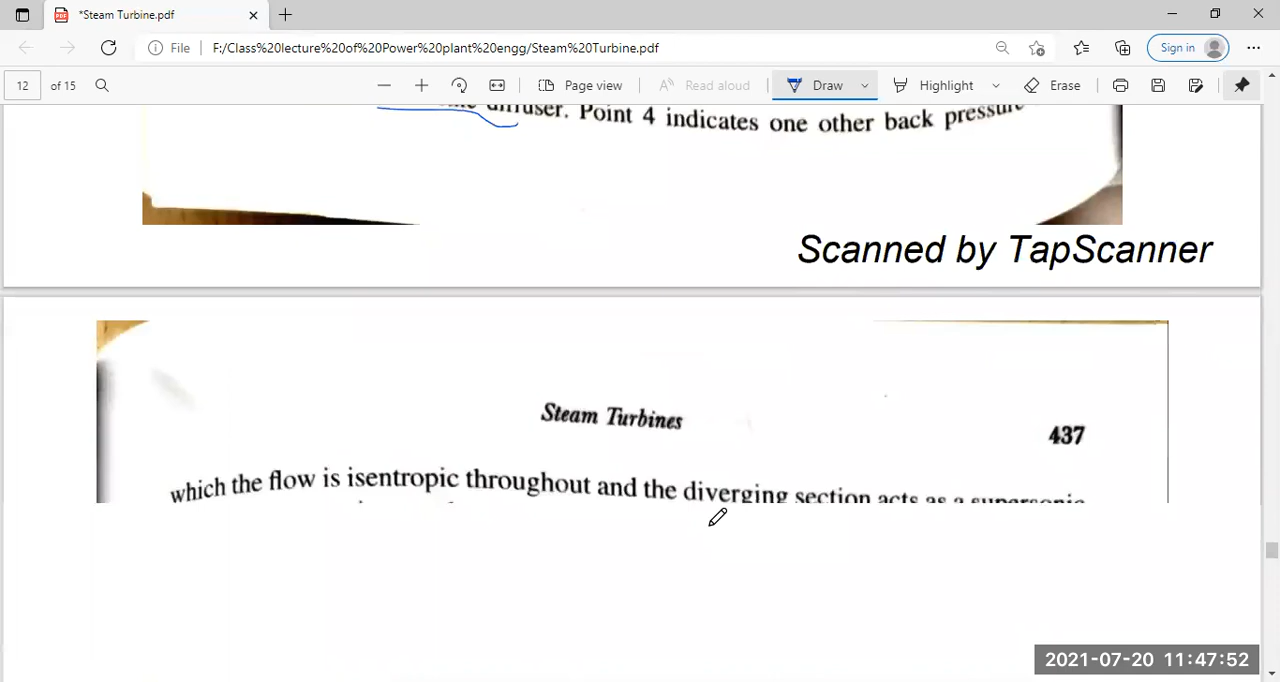 *Steam Turbine.pdf
File
F:/Class%20lecture%20of%20Power%20plant%20engg/Steam%20Turbine.pdf
Sign in
12 of 15
Page view
Read aloud
Draw
Highlight
Erase
diffuser. Point 4 indicates one other back pressure
Scanned by TapScanner
Steam Turbines
437
which the flow is isentropic throughout and the diverging section acts as a supersonic
2021-07-20 11:47:52